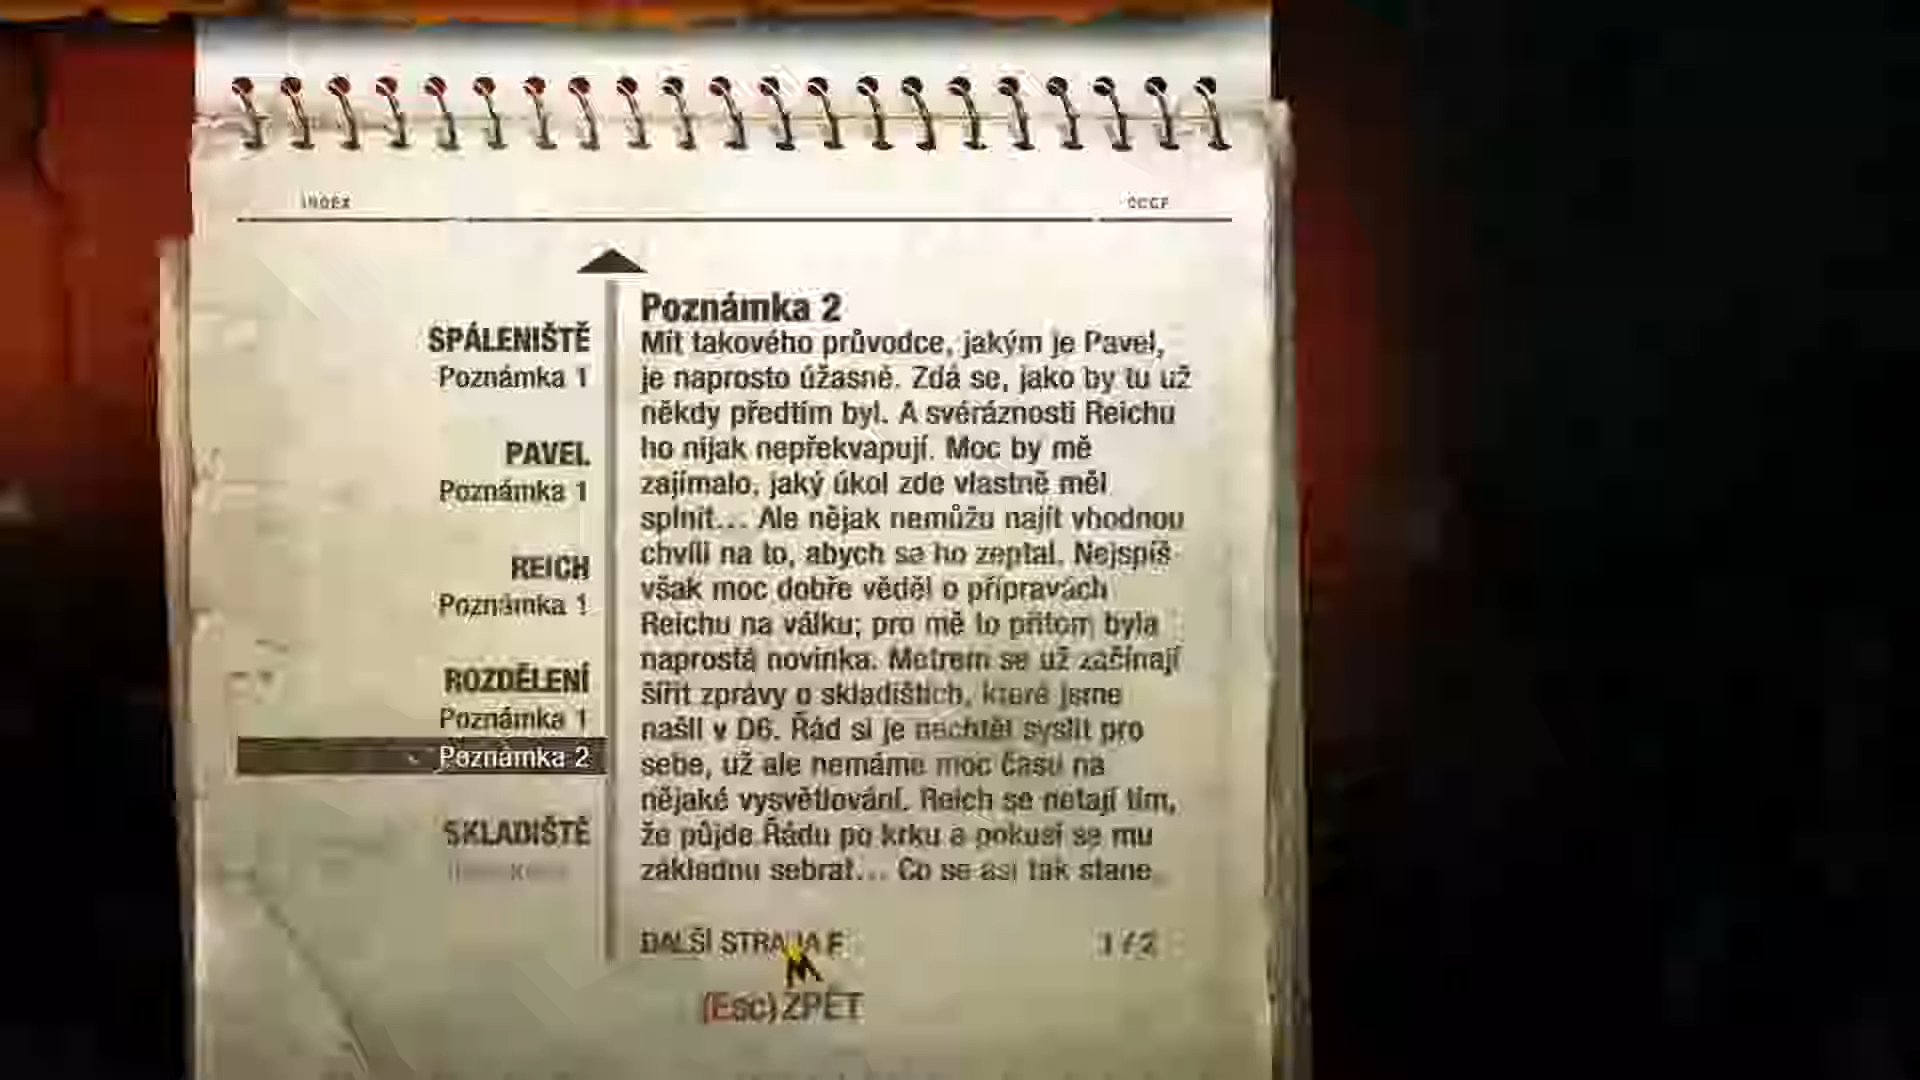 INDEX
CCCP
SPÁLENIŠTĚ
Poznámka 1
PAVEL
Poznámka 1
REICH
Poznámka 1
ROZDĚLENÍ
Poznámka 1
Poznámka 2
SKLADIŠTĚ
Poznámka 2
Mít takového průvodce, jakým je Pavel,
je naprosto úžasné. Zdá se, jako by tu už
někdy předtím byl. A svéráznosti Reichu
ho nijak nepřekvapují. Moc by mě
zajímalo, jaký úkol zde vlastně měl
splnit... Ale nějak nemůžu najít vhodnou
chvíli na to, abych se ho zeptal. Nejspíš
však moc dobře věděl o přípravách
Reichu na válku; pro mě to přitom byla
naprostá novinka. Metrem se už začínají
šířit zprávy o skladištích, které jsme
našli v D6. Řád si je nechtěl syslit pro
sebe, už ale nemáme moc času na
nějaké vysvětlování. Reich se netají tím,
že půjde Řádu po krku a pokusí se mu
základnu sebrat... Co se asi tak stane,
DALŠÍ STRANA F
1 / 2
(Esc) ZPĚT